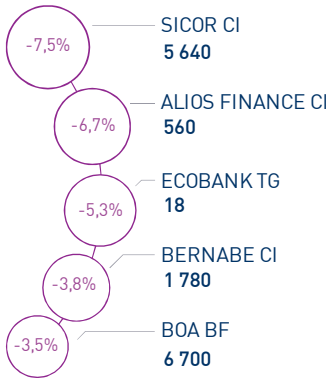 -7,5%
SICOR CI
5 640
-6,7%
ALIOS FINANCE CI
560
-5,3%
ECOBANK TG
18
-3,8%
BERNABE CI
1 780
-3,5%
BOA BF
6 700